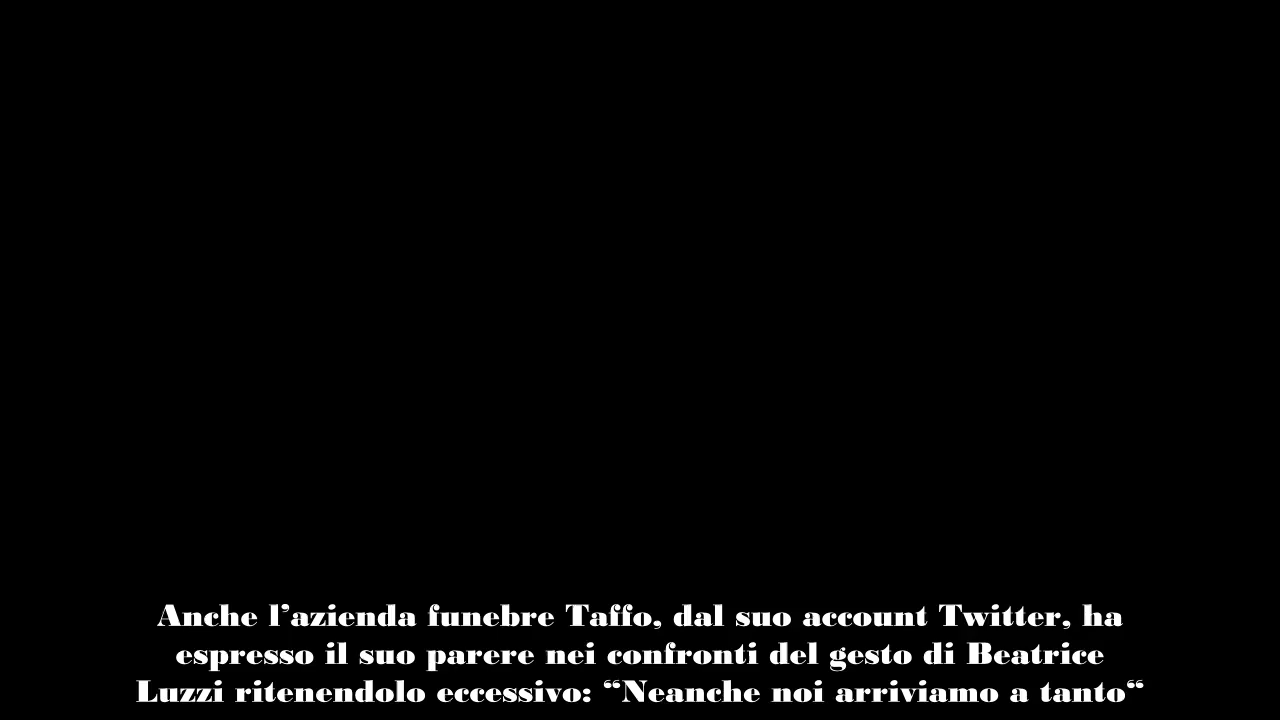 Anche l’azienda funebre Taffo, dal suo account Twitter, ha
espresso il suo parere nei confronti del gesto di Beatrice
Luzzi ritenendolo eccessivo: “Neanche noi arriviamo a tanto“